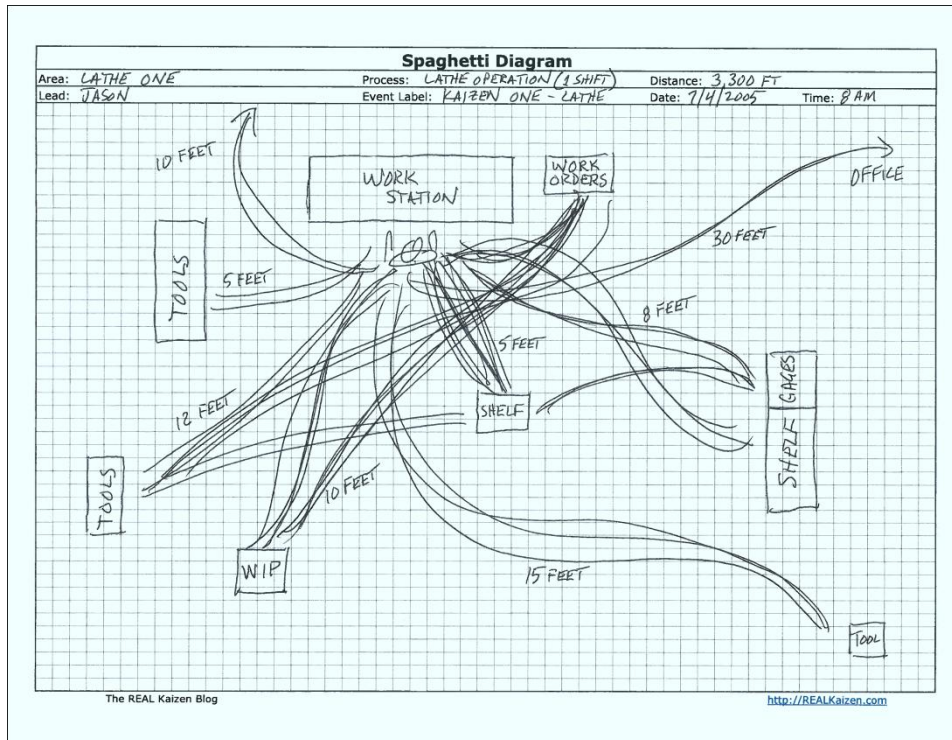 Spaghetti Diagram
Area: LATHE ONE Process: LATHE OPERATION (1 SHIFT) Distance: 3,300 FT
Lead: JASON Event Label: KAIZEN ONE - LATHE Date: 7/4/2005 Time: 8 AM
10 FEET
WORK STATION
WORK ORDERS
OFFICE
30 FEET
TOOLS
5 FEET
8 FEET
5 FEET
GAGES
SHELF
12 FEET
SHELF
TOOLS
10 FEET
WIP
15 FEET
TOOL
The REAL Kaizen Blog http://REALKaizen.com